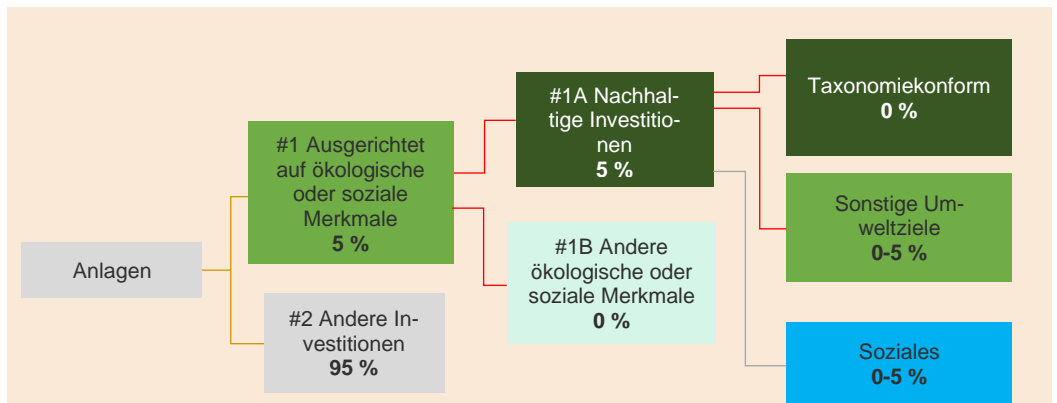 Anlagen
#1 Ausgerichtet
auf ökologische
oder soziale
Merkmale
5 %
#2 Andere In-
vestitionen
95 %
#1A Nachhal-
tige Investitio-
nen
5 %
#1B Andere
ökologische oder
soziale Merkmale
0 %
Taxonomiekonform
0 %
Sonstige Um-
weltziele
0-5 %
Soziales
0-5 %